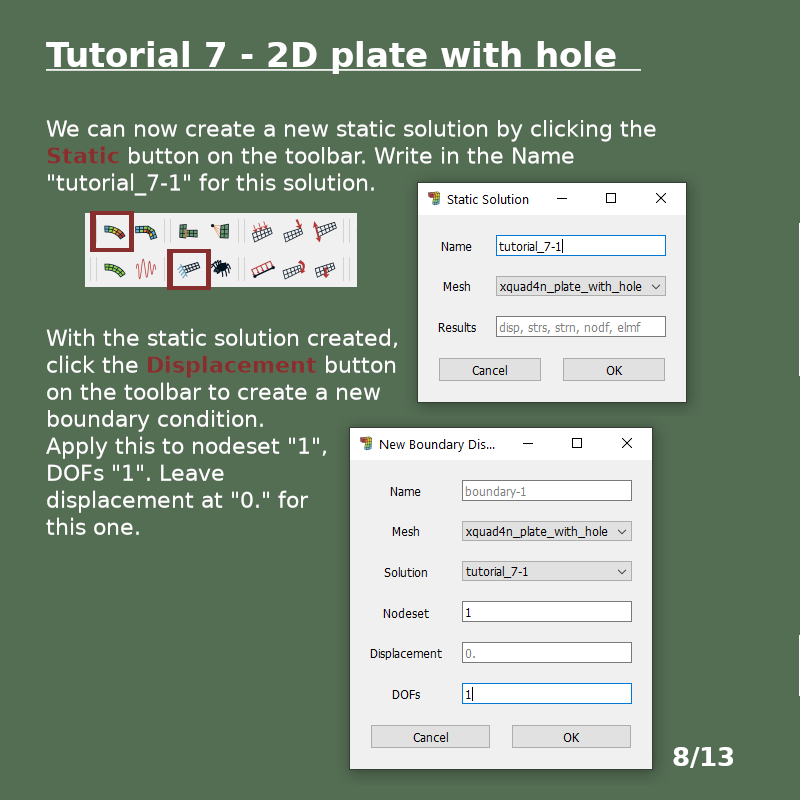 Tutorial 7 - 2D plate with hole
We can now create a new static solution by clicking the
Static button on the toolbar. Write in the Name
"tutorial_7-1" for this solution.
Static Solution
Name tutorial_7-1
Mesh xquad4n_plate_with_hole
Results disp, strs, strn, nodf, elmf
Cancel OK
With the static solution created,
click the Displacement button
on the toolbar to create a new
boundary condition.
Apply this to nodeset "1",
DOFs "1". Leave
displacement at "0." for
this one.
New Boundary Dis...
Name boundary-1
Mesh xquad4n_plate_with_hole
Solution tutorial_7-1
Nodeset 1
Displacement 0.
DOFs 1
Cancel OK
8/13